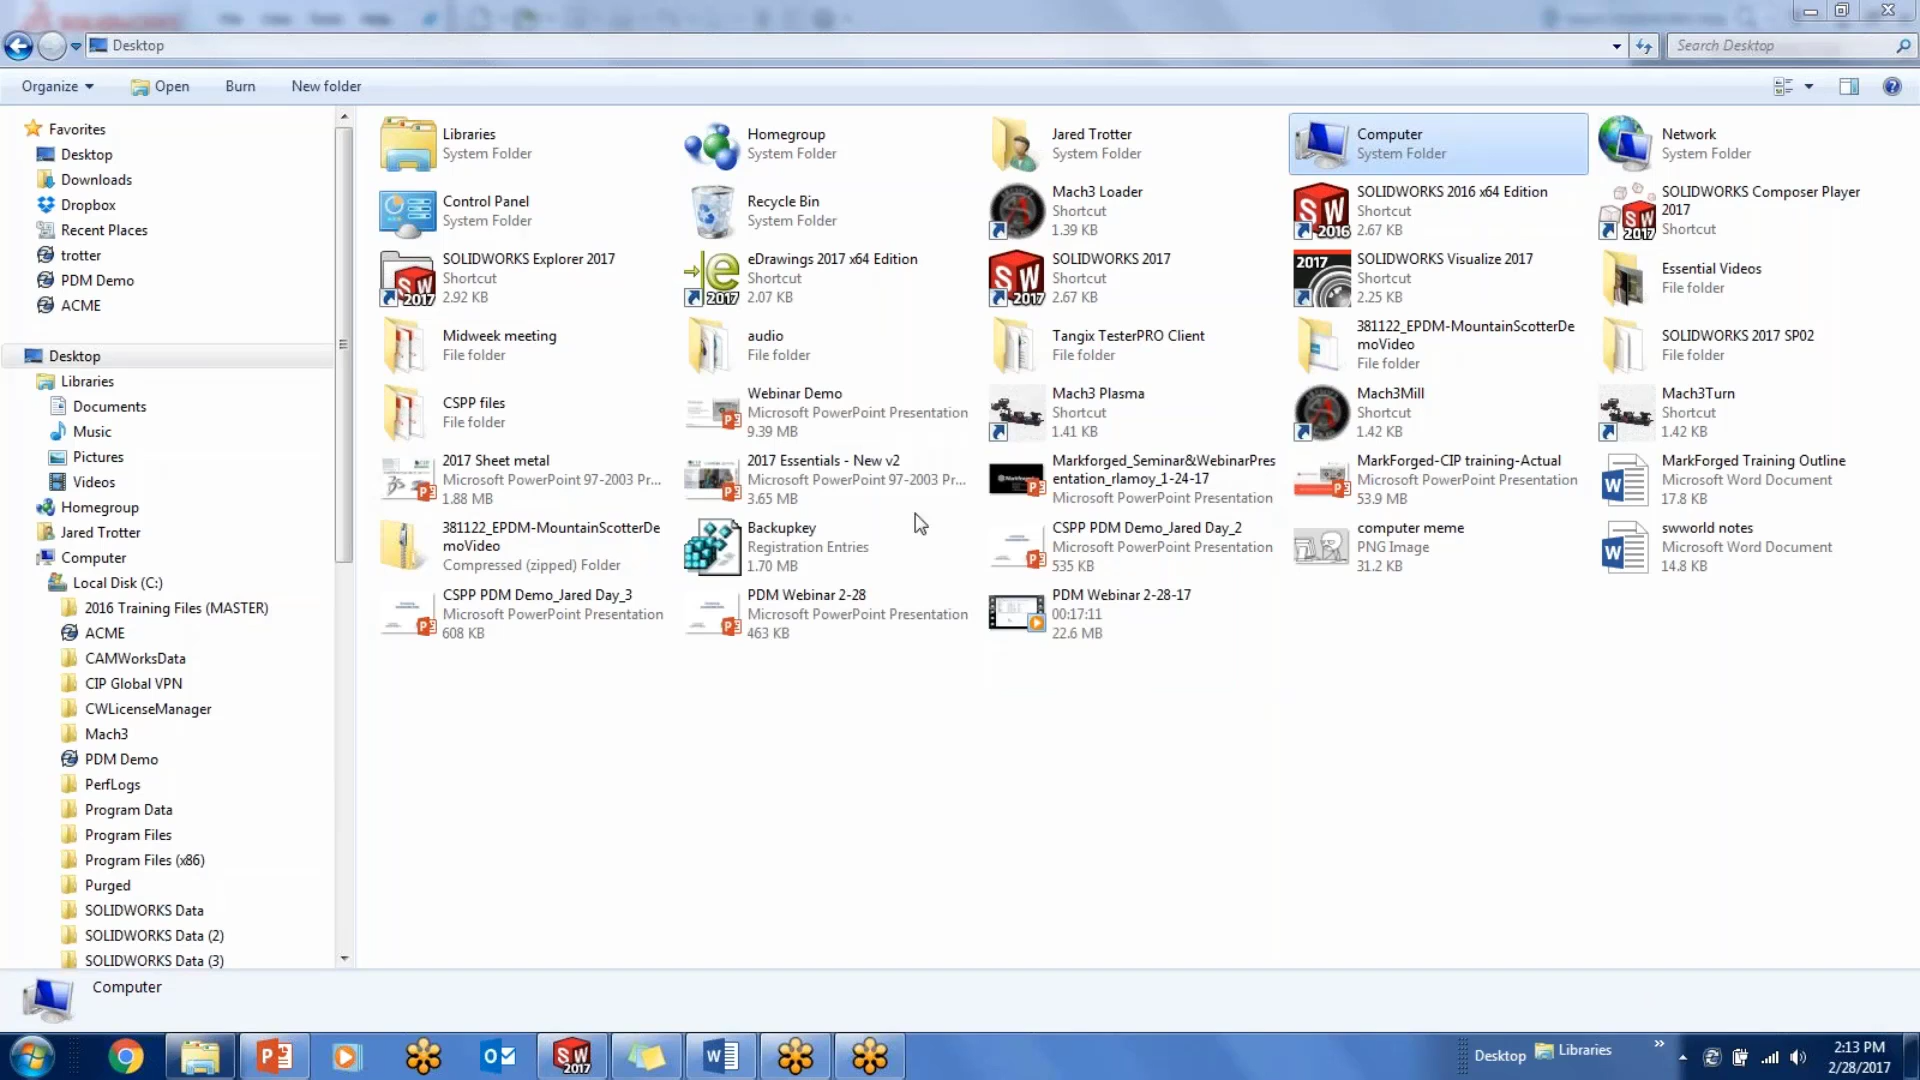 Desktop
Search Desktop
Organize
Open
Burn
New folder
Favorites
Desktop
Downloads
Dropbox
Recent Places
trotter
PDM Demo
ACME
Desktop
Libraries
Documents
Music
Pictures
Videos
Homegroup
Jared Trotter
Computer
Local Disk (C:)
2016 Training Files (MASTER)
ACME
CAMWorksData
CIP Global VPN
CWLicenseManager
Mach3
PDM Demo
PerfLogs
Program Data
Program Files
Program Files (x86)
Purged
SOLIDWORKS Data
SOLIDWORKS Data (2)
SOLIDWORKS Data (3)
Libraries
System Folder
Homegroup
System Folder
Jared Trotter
System Folder
Computer
System Folder
Network
System Folder
Control Panel
System Folder
Recycle Bin
System Folder
Mach3 Loader
Shortcut
1.39 KB
SW
2016
SOLIDWORKS 2016 x64 Edition
Shortcut
2.67 KB
SW
2017
SOLIDWORKS Composer Player
2017
Shortcut
SW
2017
SOLIDWORKS Explorer 2017
Shortcut
2.92 KB
2017
eDrawings 2017 x64 Edition
Shortcut
2.07 KB
SW
2017
SOLIDWORKS 2017
Shortcut
2.67 KB
2017
SOLIDWORKS Visualize 2017
Shortcut
2.25 KB
Essential Videos
File folder
Midweek meeting
File folder
audio
File folder
Tangix TesterPRO Client
File folder
381122_EPDM-MountainScotterDe
moVideo
File folder
SOLIDWORKS 2017 SP02
File folder
CSPP files
File folder
Webinar Demo
Microsoft PowerPoint Presentation
9.39 MB
Mach3 Plasma
Shortcut
1.41 KB
Mach3Mill
Shortcut
1.42 KB
Mach3Turn
Shortcut
1.42 KB
2017 Sheet metal
Microsoft PowerPoint 97-2003 Pr...
1.88 MB
2017 Essentials - New v2
Microsoft PowerPoint 97-2003 Pr...
3.65 MB
Markforged_Seminar&WebinarPres
entation_rlamoy_1-24-17
Microsoft PowerPoint Presentation
MarkForged-CIP training-Actual
Microsoft PowerPoint Presentation
53.9 MB
MarkForged Training Outline
Microsoft Word Document
17.8 KB
381122_EPDM-MountainScotterDe
moVideo
Compressed (zipped) Folder
Backupkey
Registration Entries
1.70 MB
CSPP PDM Demo_Jared Day_2
Microsoft PowerPoint Presentation
535 KB
computer meme
PNG Image
31.2 KB
swworld notes
Microsoft Word Document
14.8 KB
CSPP PDM Demo_Jared Day_3
Microsoft PowerPoint Presentation
608 KB
PDM Webinar 2-28
Microsoft PowerPoint Presentation
463 KB
PDM Webinar 2-28-17
00:17:11
22.6 MB
Computer
SW
2017
Desktop
Libraries
2:13 PM
2/28/2017